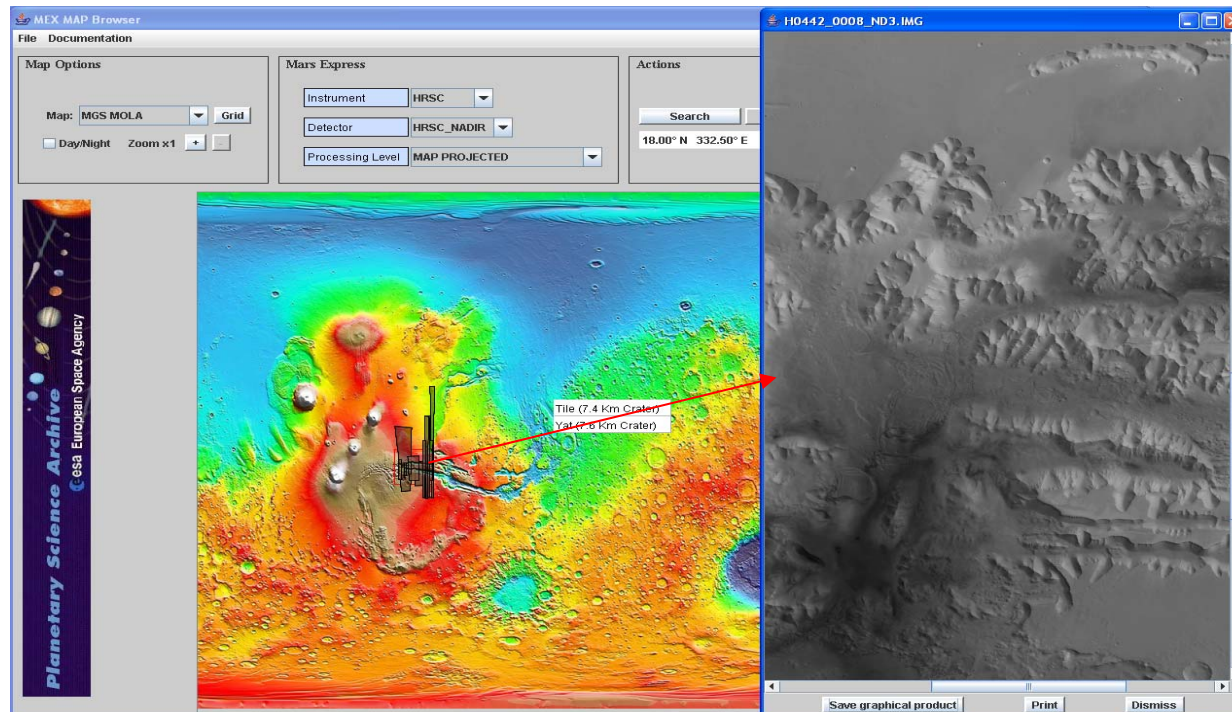 MEX MAP Browser
File Documentation
Map Options
Map: MGS MOLA Grid
Day/Night Zoom x1 + -
Mars Express
Instrument HRSC
Detector HRSC_NADIR
Processing Level MAP PROJECTED
Actions
Search
18.00° N 332.50° E
Planetary Science Archive
esa European Space Agency
Tile (7.4 Km Crater)
Yat (7.6 Km Crater)
H0442_0008_ND3.IMG
Save graphical product Print Dismiss